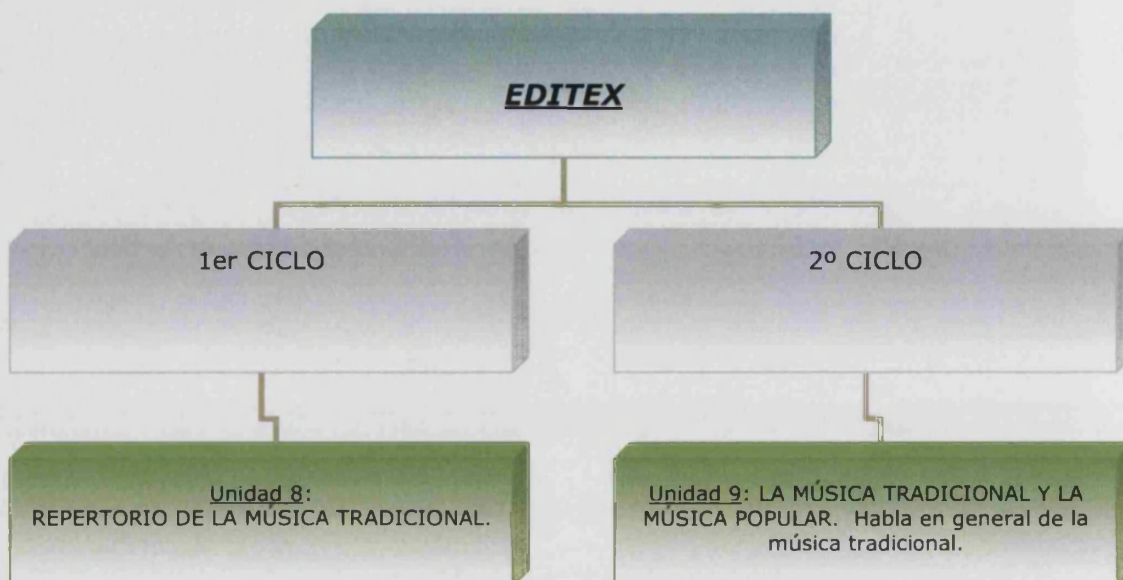 EDITEX
1er CICLO
2º CICLO
Unidad 8:
REPERTORIO DE LA MÚSICA TRADICIONAL.
Unidad 9: LA MÚSICA TRADICIONAL Y LA
MÚSICA POPULAR. Habla en general de la
música tradicional.